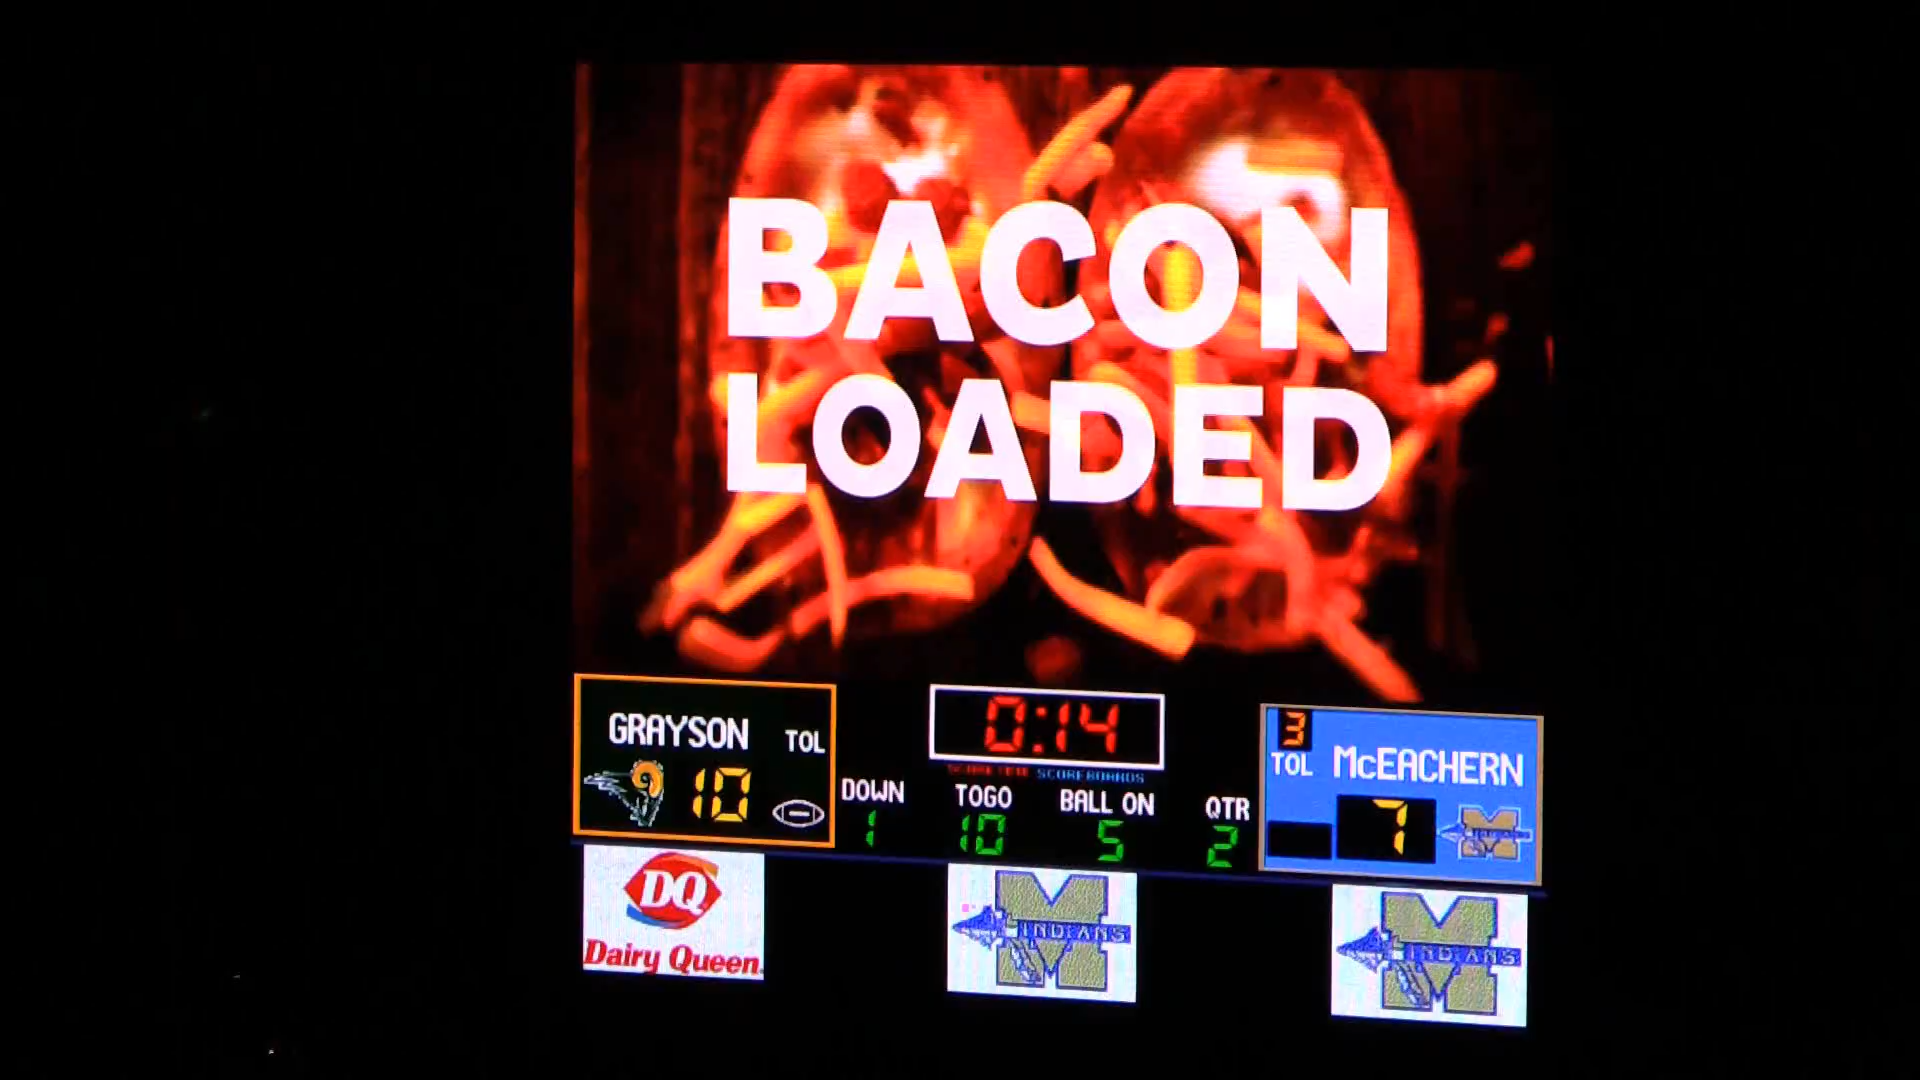 BACON
LOADED
GRAYSON
TOL
10
0:14
SCOREBOARDS
DOWN
1
TOGO
10
BALL ON
5
QTR
2
3
TOL
McEACHERN
7
DQ
Dairy Queen
INDIANS
INDIANS